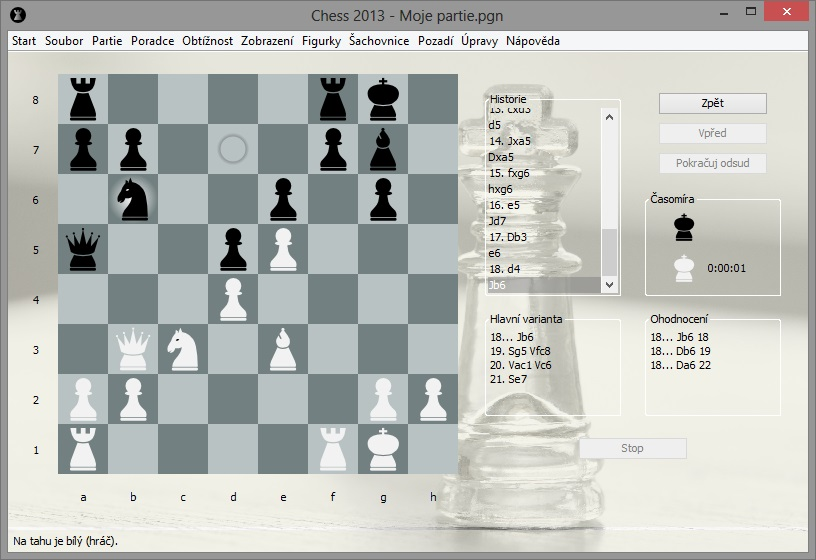 Chess 2013 - Moje partie.pgn
Start Soubor Partie Poradce Obtížnost Zobrazení Figurky Šachovnice Pozadí Úpravy Nápověda
8
7
6
5
4
3
2
1
a b c d e f g h
Historie
13. cxd3
d5
14. Jxa5
Dxa5
15. fxg6
hxg6
16. e5
Jd7
17. Db3
e6
18. d4
Jb6
Zpět
Vpřed
Pokračuj odsud
Časomíra
0:00:01
Hlavní varianta
18... Jb6
19. Sg5 Vfc8
20. Vac1 Vc6
21. Se7
Ohodnocení
18... Jb6 18
18... Db6 19
18... Da6 22
Stop
Na tahu je bílý (hráč).